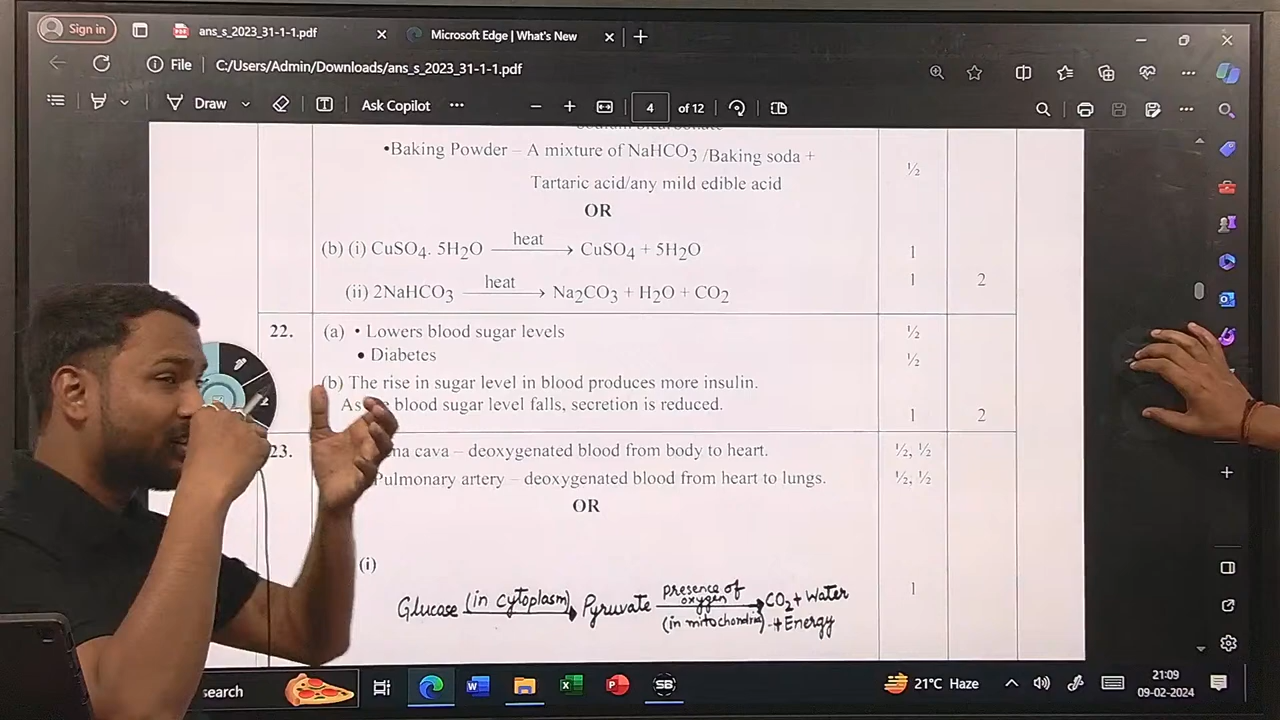 Sign in
ans_s_2023_31-1-1.pdf
Microsoft Edge | What's New
File
C:/Users/Admin/Downloads/ans_s_2023_31-1-1.pdf
Draw
Ask Copilot
4 of 12
•Baking Powder – A mixture of NaHCO3 /Baking soda + ½
Tartaric acid/any mild edible acid
OR
(b) (i) CuSO4. 5H2O heat → CuSO4 + 5H2O 1
(ii) 2NaHCO3 heat → Na2CO3 + H2O + CO2 1 2
22. (a) • Lowers blood sugar levels ½
• Diabetes ½
(b) The rise in sugar level in blood produces more insulin.
As blood sugar level falls, secretion is reduced. 1 2
23. cava – deoxygenated blood from body to heart. ½, ½
Pulmonary artery – deoxygenated blood from heart to lungs. ½, ½
OR
(i)
Glucose (in cytoplasm) → Pyruvate presence of oxygen (in mitochondria) → CO2 + Water + Energy 1
search
21°C Haze
21:09
09-02-2024